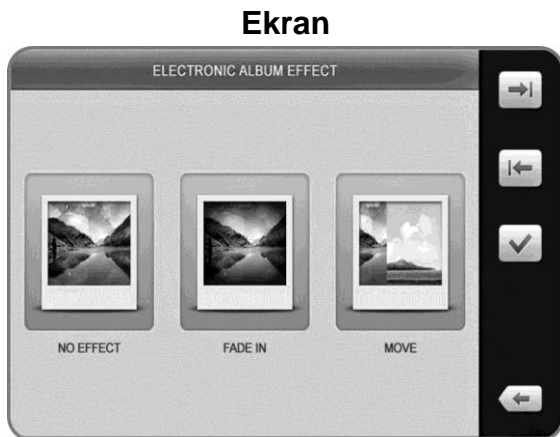 Ekran
ELECTRONIC ALBUM EFFECT
NO EFFECT
FADE IN
MOVE